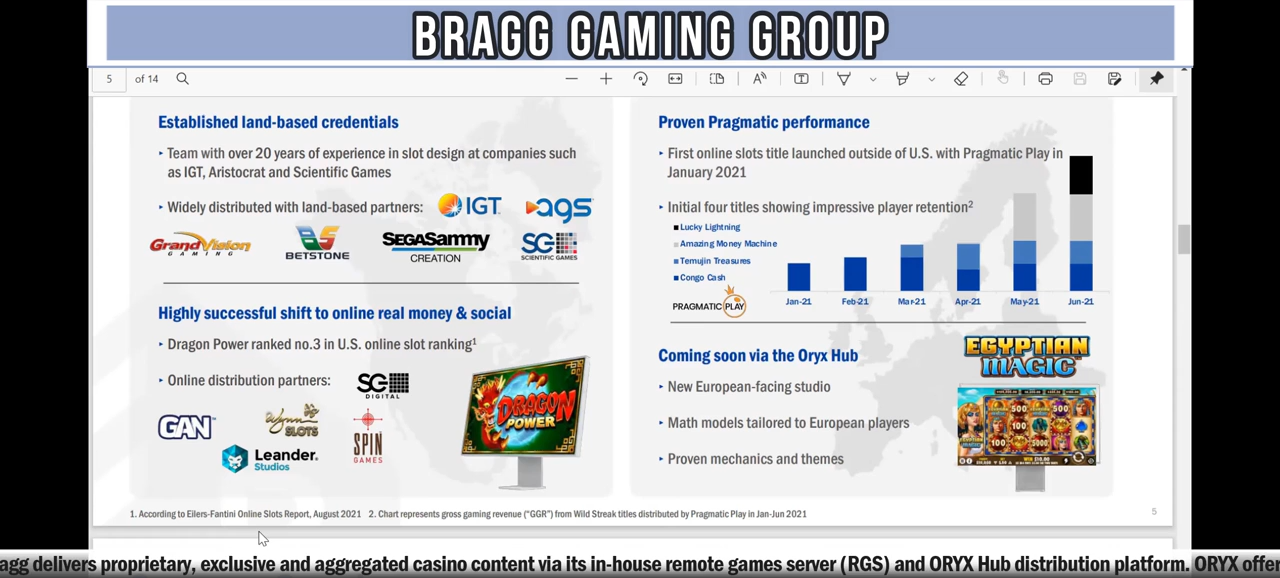 BRAGG GAMING GROUP
5 of 14
Established land-based credentials
Team with over 20 years of experience in slot design at companies such
as IGT, Aristocrat and Scientific Games
Widely distributed with land-based partners:
IGT
ags
GRANDVISION
GAMING
BETSTONE
SEGASammy
CREATION
SG
SCIENTIFIC GAMES
Highly successful shift to online real money & social
Dragon Power ranked no.3 in U.S. online slot ranking1
Online distribution partners:
SG
DIGITAL
GAN
Wynn
SLOTS
SPIN
GAMES
Leander
Studios
DRAGON
POWER
Proven Pragmatic performance
First online slots title launched outside of U.S. with Pragmatic Play in
January 2021
Initial four titles showing impressive player retention2
Lucky Lightning
Amazing Money Machine
Temujin Treasures
Congo Cash
PRAGMATIC PLAY
Jan-21 Feb-21 Mar-21 Apr-21 May-21 Jun-21
Coming soon via the Oryx Hub
New European-facing studio
Math models tailored to European players
Proven mechanics and themes
EGYPTIAN
MAGIC
500 500
100
100 5000
1. According to Eilers-Fantini Online Slots Report, August 2021 2. Chart represents gross gaming revenue ("GGR") from Wild Streak titles distributed by Pragmatic Play in Jan-Jun 2021
5
agg delivers proprietary, exclusive and aggregated casino content via its in-house remote games server (RGS) and ORYX Hub distribution platform. ORYX offer